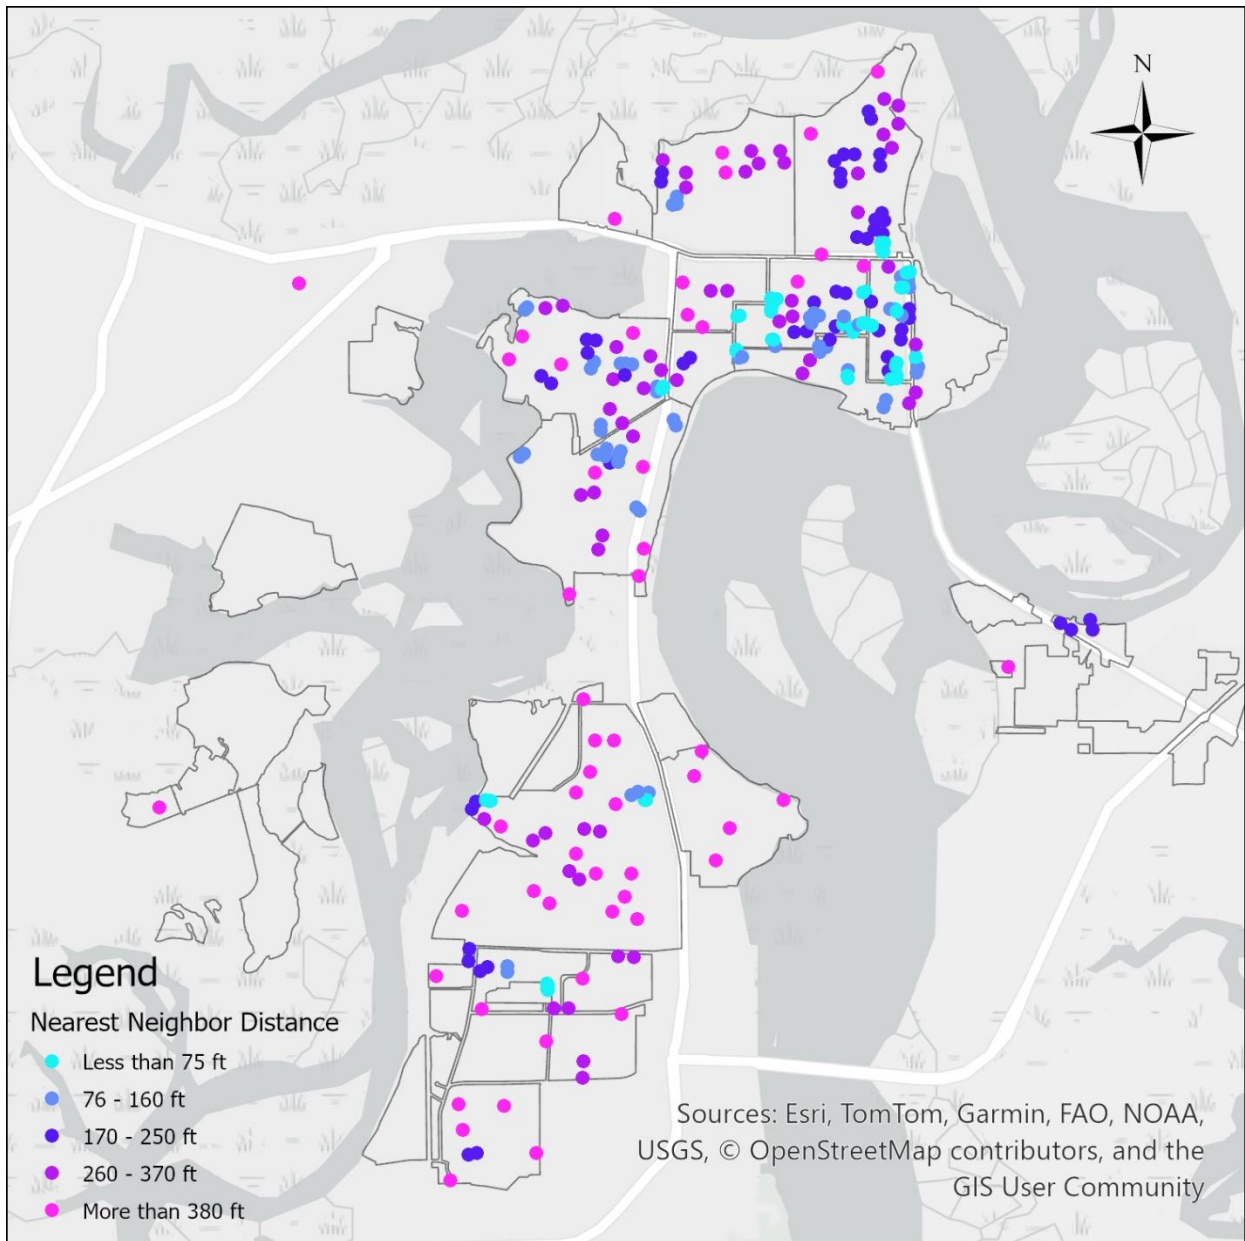 N
Legend
Nearest Neighbor Distance
Less than 75 ft
76 - 160 ft
170 - 250 ft
260 - 370 ft
More than 380 ft
Sources: Esri, TomTom, Garmin, FAO, NOAA,
USGS, © OpenStreetMap contributors, and the
GIS User Community